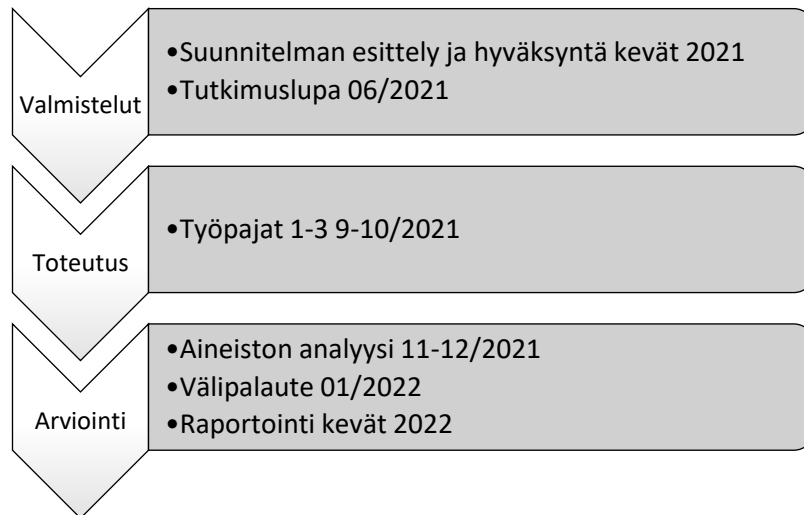 Valmistelut
•Suunnitelman esittely ja hyväksyntä kevät 2021
•Tutkimuslupa 06/2021
Toteutus
•Työpajat 1-3 9-10/2021
Arviointi
•Aineiston analyysi 11-12/2021
•Välipalaute 01/2022
•Raportointi kevät 2022